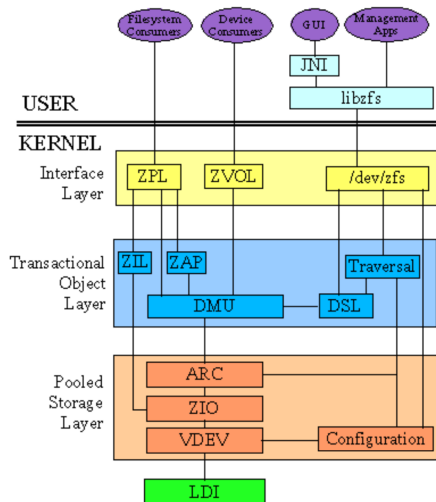 Filesystem
Consumers
Device
Consumers
GUI
Management
Apps
JNI
libzfs
USER
KERNEL
Interface
Layer
ZPL
ZVOL
/dev/zfs
Transactional
Object
Layer
ZIL
ZAP
Traversal
DMU
DSL
Pooled
Storage
Layer
ARC
ZIO
VDEV
Configuration
LDI